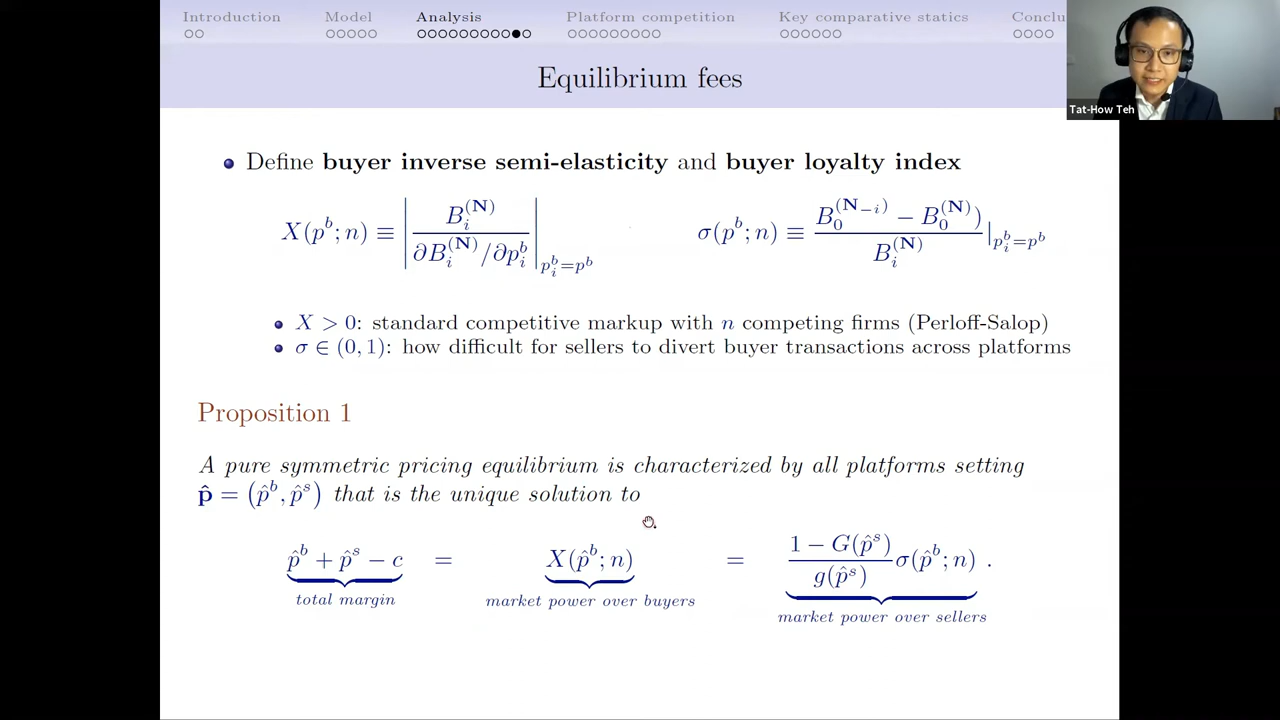 Introduction Model Analysis Platform competition Key comparative statics Conclu
Tat-How Teh
Equilibrium fees
Define buyer inverse semi-elasticity and buyer loyalty index
X(p^b; n) ≡ |B_i^{(N)} / (∂B_i^{(N)}/∂p_i^b)|_{p_i^b=p^b} σ(p^b; n) ≡ (B_0^{(N_{-i})} − B_0^{(N)}) / B_i^{(N)} |_{p_i^b=p^b}
X > 0: standard competitive markup with n competing firms (Perloff-Salop)
σ ∈ (0, 1): how difficult for sellers to divert buyer transactions across platforms
Proposition 1
A pure symmetric pricing equilibrium is characterized by all platforms setting
p̂ = (p̂^b, p̂^s) that is the unique solution to
p̂^b + p̂^s − c = X(p̂^b; n) = (1 − G(p̂^s)) / g(p̂^s) σ(p̂^b; n) .
total margin market power over buyers market power over sellers